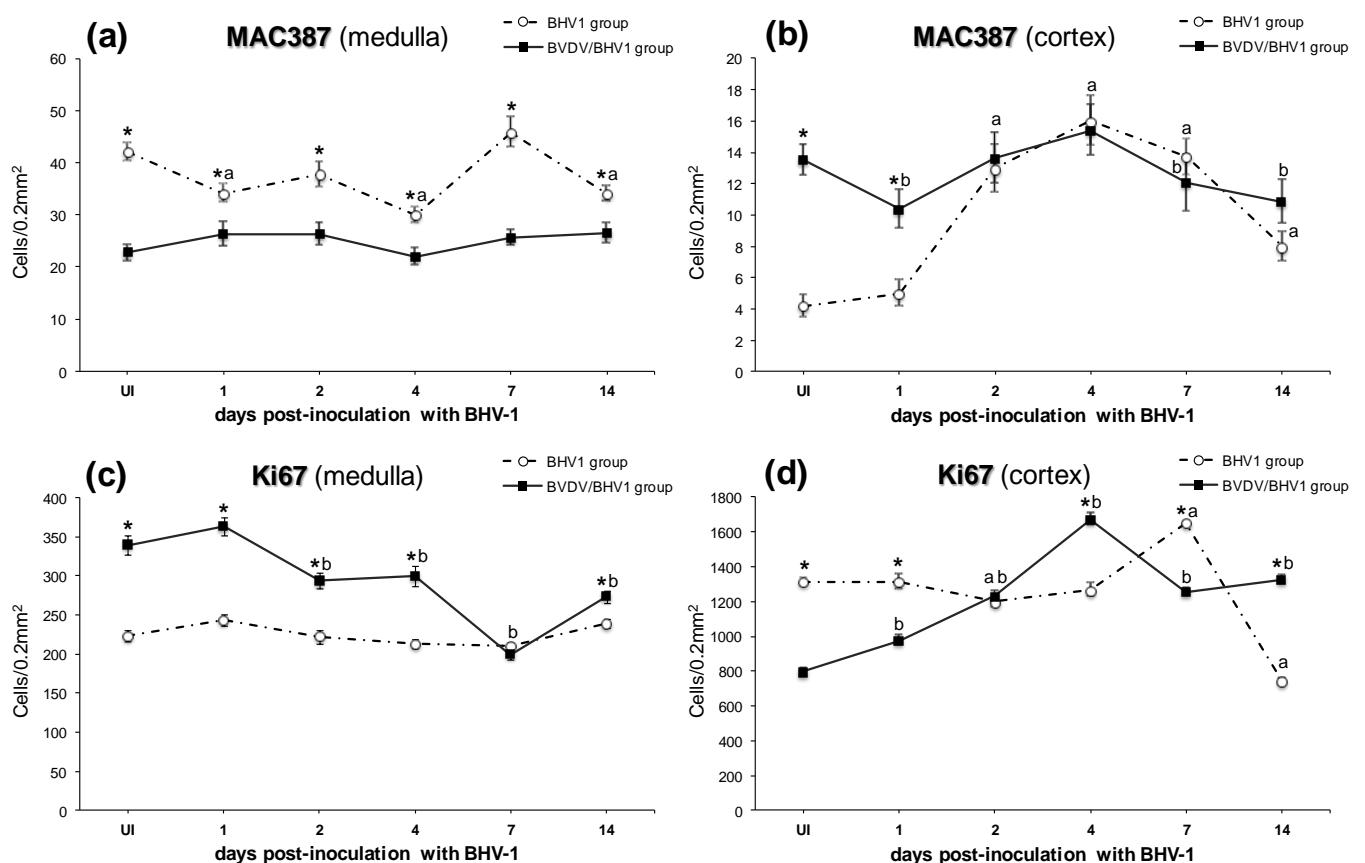 (a)
MAC387 (medulla)
BHV1 group
BVDV/BHV1 group
Cells/0.2mm²
60
50
40
30
20
10
0
*
*a
*
*a
*
*a
UI 1 2 4 7 14
days post-inoculation with BHV-1
(b)
MAC387 (cortex)
BHV1 group
BVDV/BHV1 group
Cells/0.2mm²
20
18
16
14
12
10
8
6
4
2
0
*
*b
a
a
a
b
b
a
UI 1 2 4 7 14
days post-inoculation with BHV-1
(c)
Ki67 (medulla)
BHV1 group
BVDV/BHV1 group
Cells/0.2mm²
400
350
300
250
200
150
100
50
0
*
*
*b
*b
b
*b
UI 1 2 4 7 14
days post-inoculation with BHV-1
(d)
Ki67 (cortex)
BHV1 group
BVDV/BHV1 group
Cells/0.2mm²
1800
1600
1400
1200
1000
800
600
400
200
0
*
*
b
a b
*b
*a
b
*b
a
UI 1 2 4 7 14
days post-inoculation with BHV-1